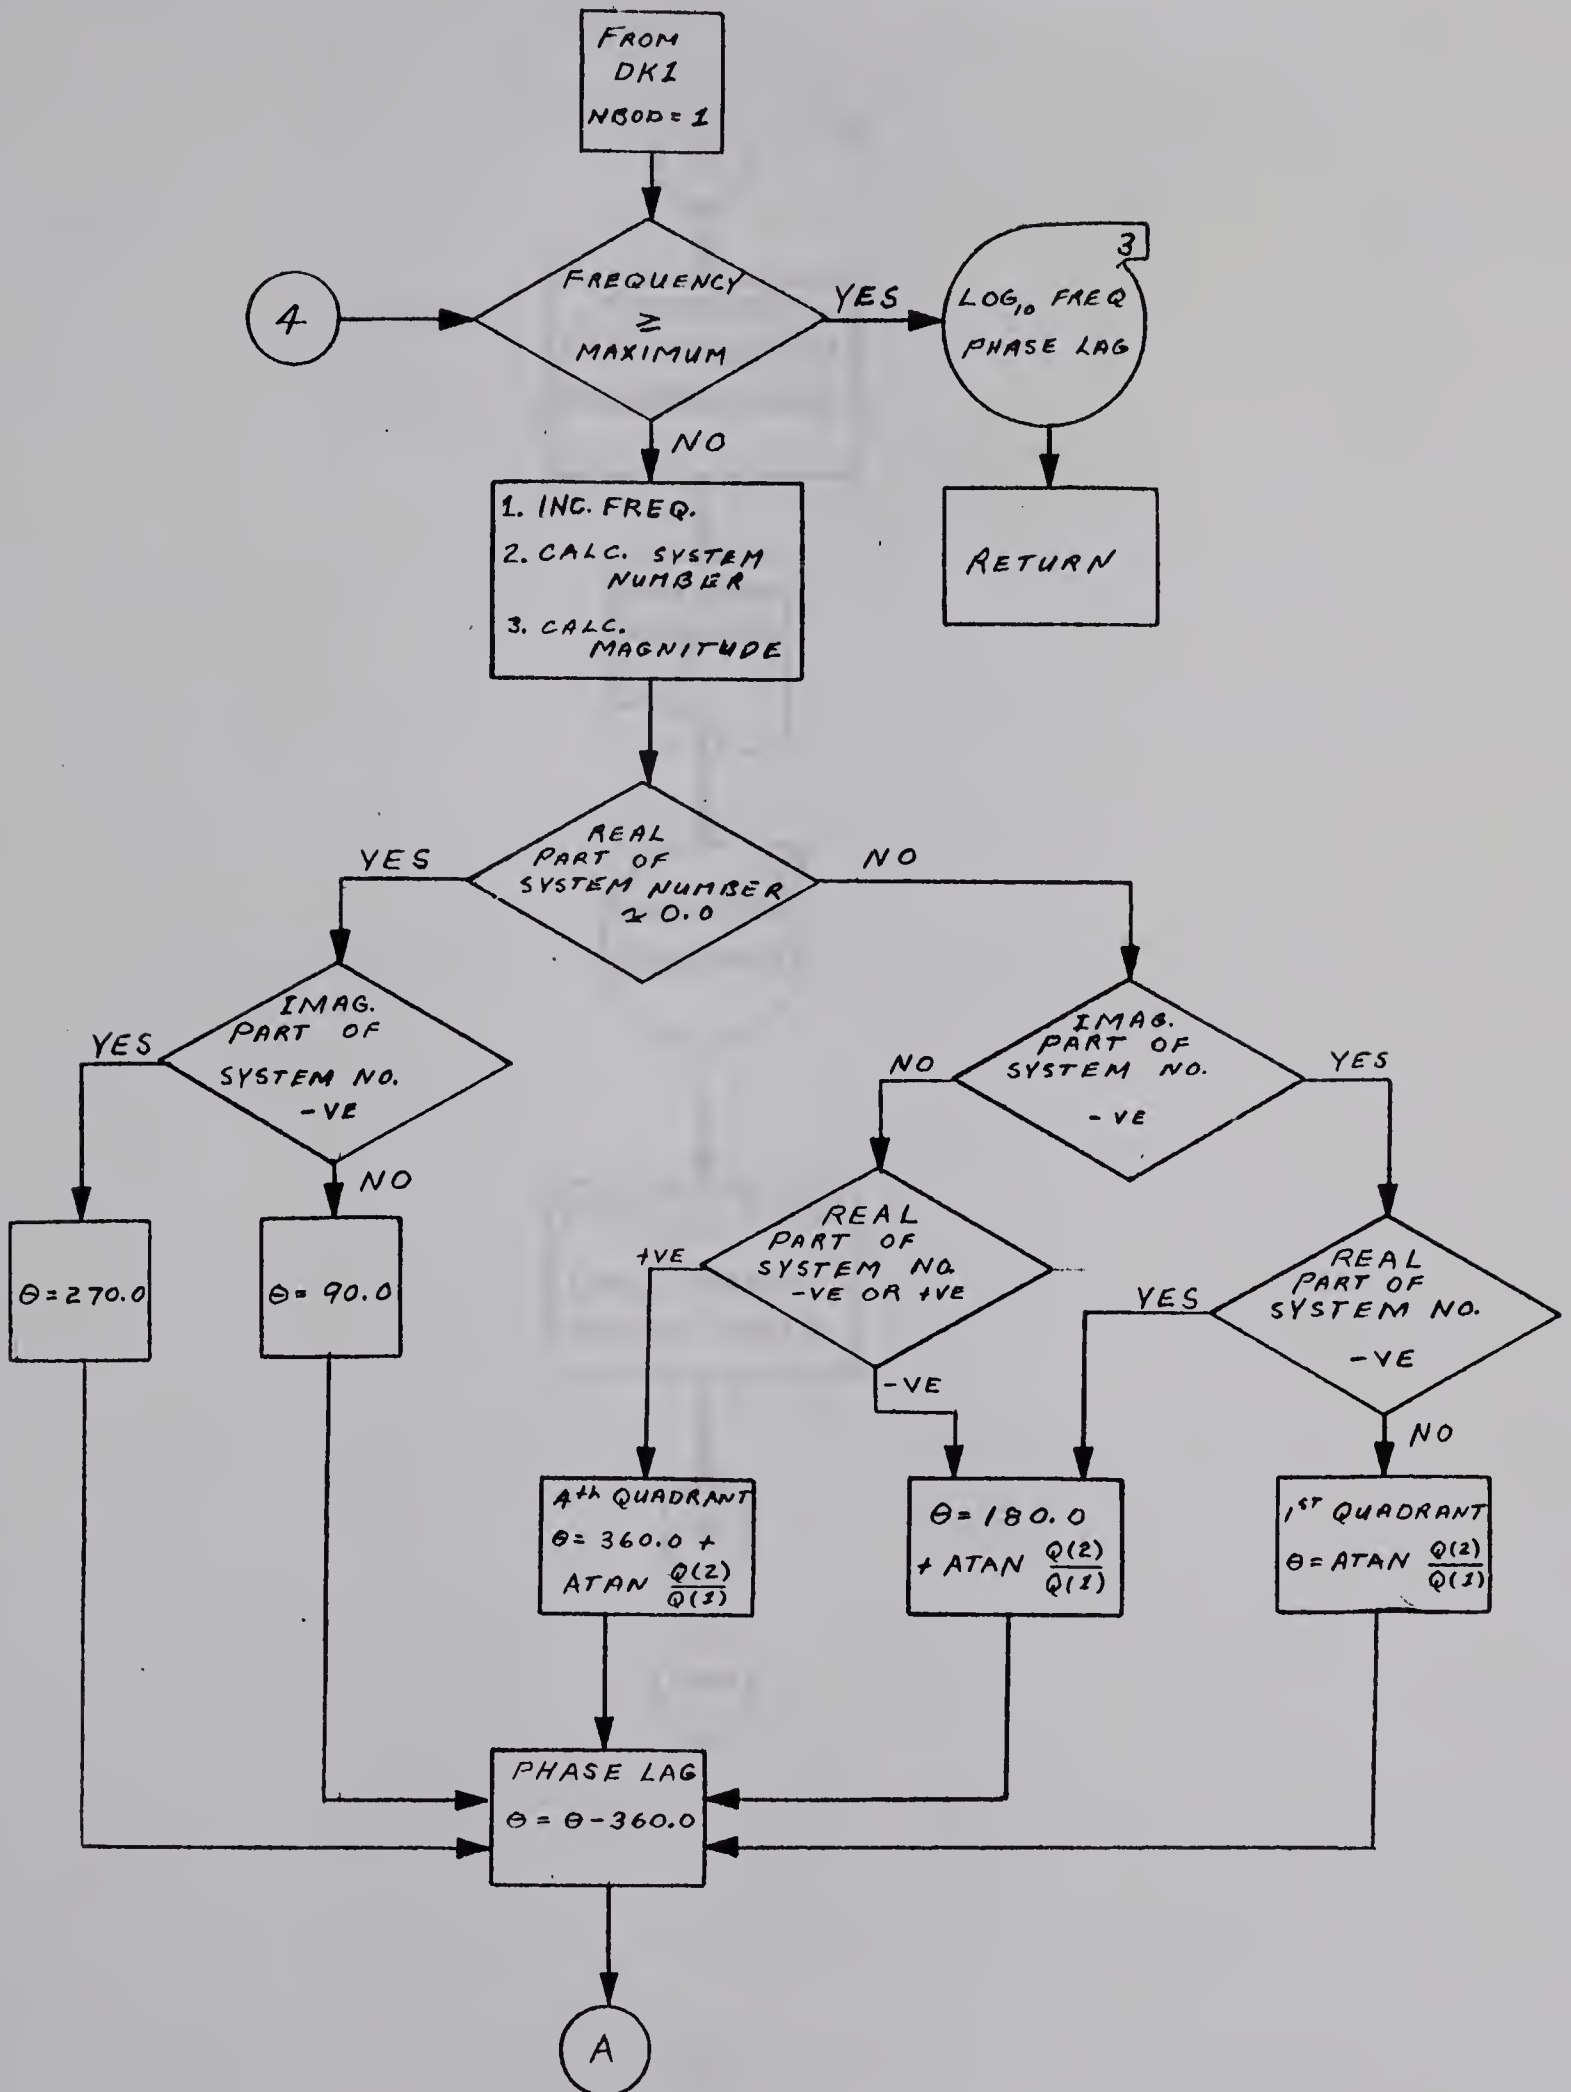 FROM
DK1
NBOD = 1
4
FREQUENCY
≥
MAXIMUM
YES
3
LOG₁₀ FREQ
PHASE LAG
NO
1. INC. FREQ.
2. CALC. SYSTEM
NUMBER
3. CALC.
MAGNITUDE
RETURN
REAL
PART OF
SYSTEM NUMBER
≃ 0.0
YES
NO
IMAG.
PART OF
SYSTEM NO.
-VE
YES
NO
IMAG.
PART OF
SYSTEM NO.
-VE
NO
YES
θ = 270.0
θ = 90.0
REAL
PART OF
SYSTEM NO.
-VE OR +VE
+VE
-VE
REAL
PART OF
SYSTEM NO.
-VE
YES
NO
4th QUADRANT
θ = 360.0 +
ATAN Q(2)/Q(1)
θ = 180.0
+ ATAN Q(2)/Q(1)
1ST QUADRANT
θ = ATAN Q(2)/Q(1)
PHASE LAG
θ = θ - 360.0
A